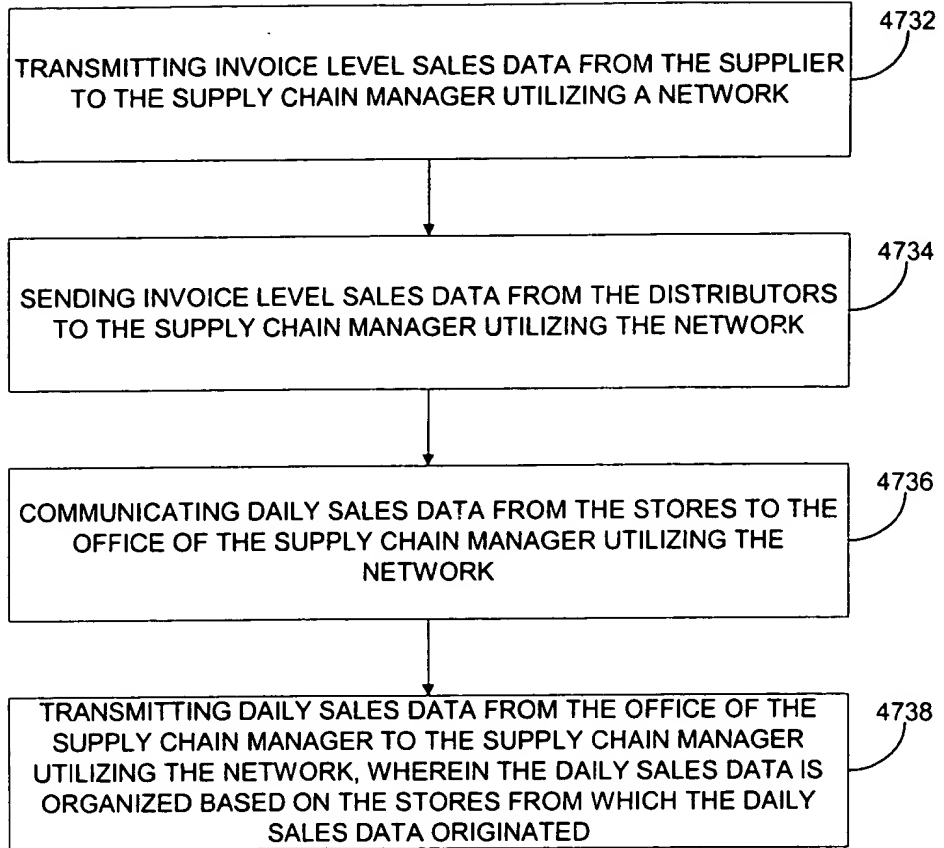 4732
TRANSMITTING INVOICE LEVEL SALES DATA FROM THE SUPPLIER
TO THE SUPPLY CHAIN MANAGER UTILIZING A NETWORK
4734
SENDING INVOICE LEVEL SALES DATA FROM THE DISTRIBUTORS
TO THE SUPPLY CHAIN MANAGER UTILIZING THE NETWORK
4736
COMMUNICATING DAILY SALES DATA FROM THE STORES TO THE
OFFICE OF THE SUPPLY CHAIN MANAGER UTILIZING THE
NETWORK
4738
TRANSMITTING DAILY SALES DATA FROM THE OFFICE OF THE
SUPPLY CHAIN MANAGER TO THE SUPPLY CHAIN MANAGER
UTILIZING THE NETWORK, WHEREIN THE DAILY SALES DATA IS
ORGANIZED BASED ON THE STORES FROM WHICH THE DAILY
SALES DATA ORIGINATED